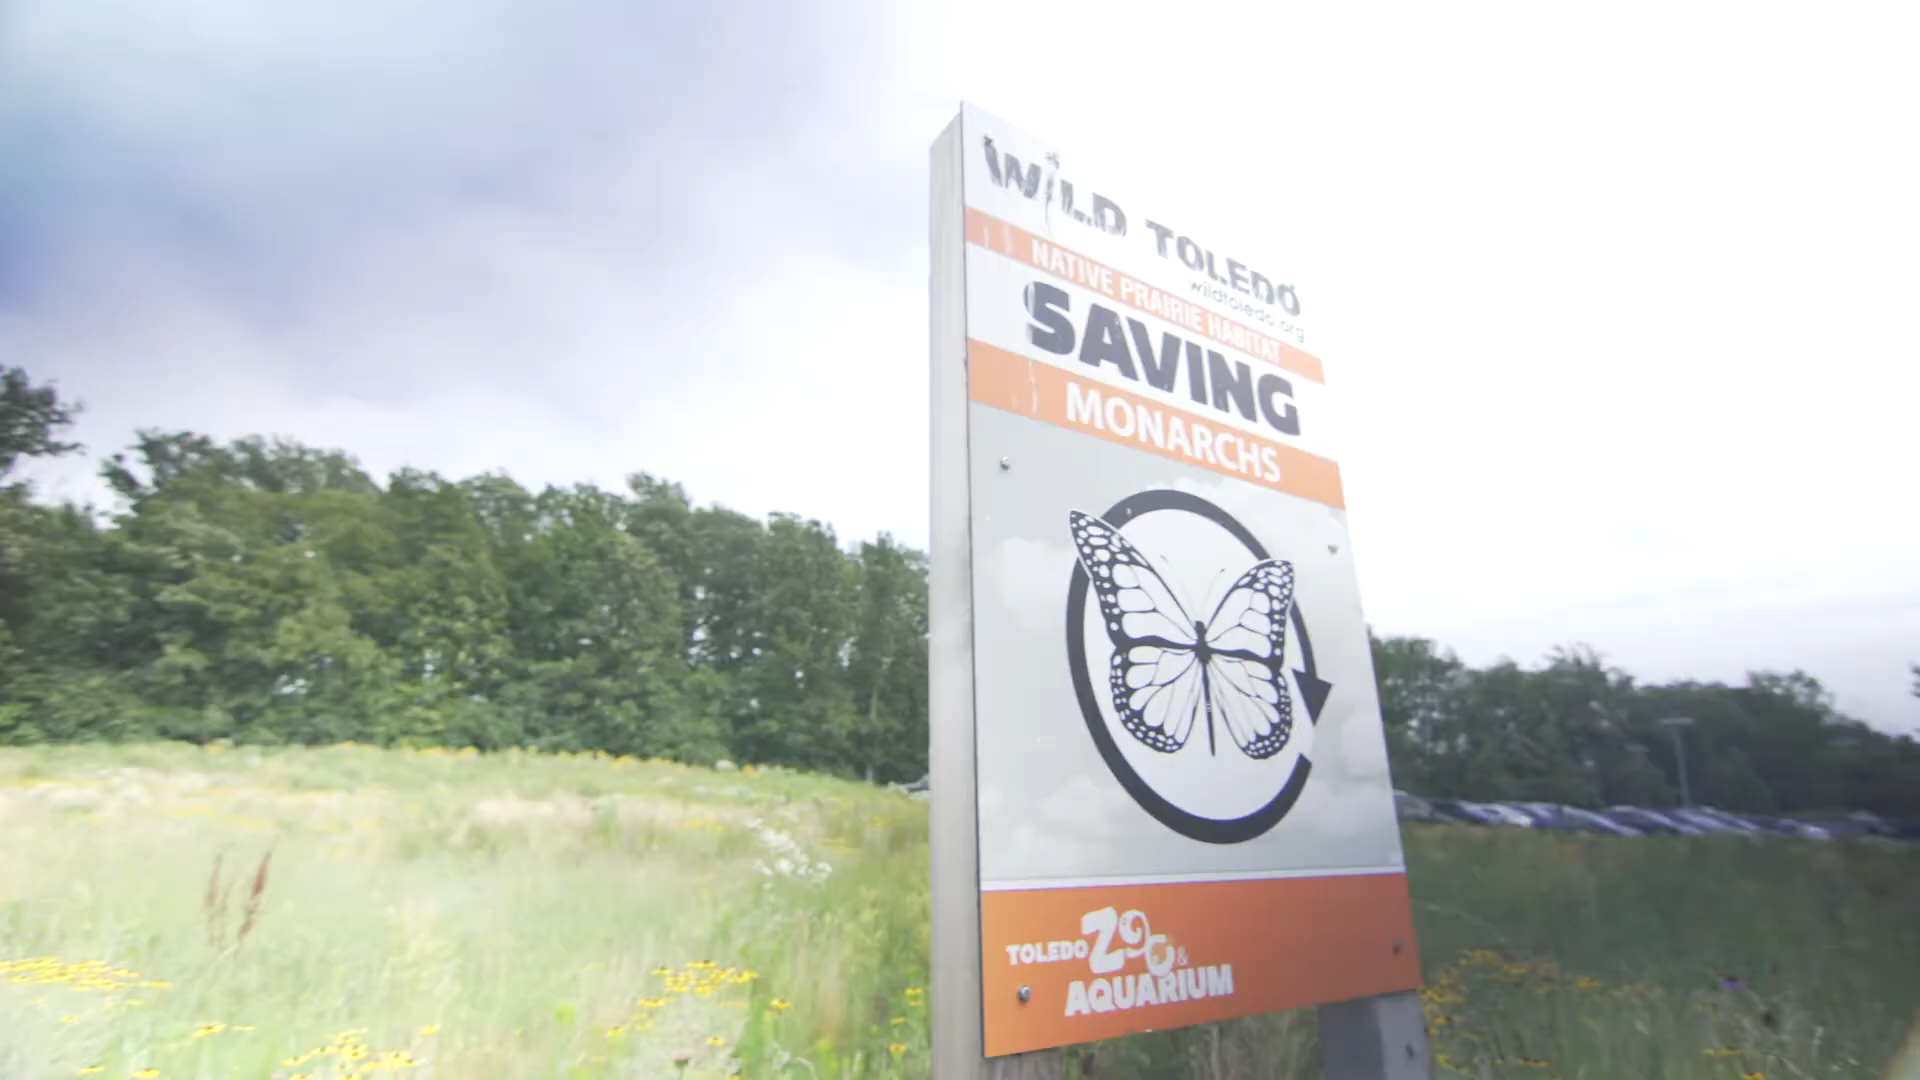 WILD TOLEDO
wildtoledo.org
NATIVE PRAIRIE HABITAT
SAVING
MONARCHS
TOLEDO ZOO &
AQUARIUM